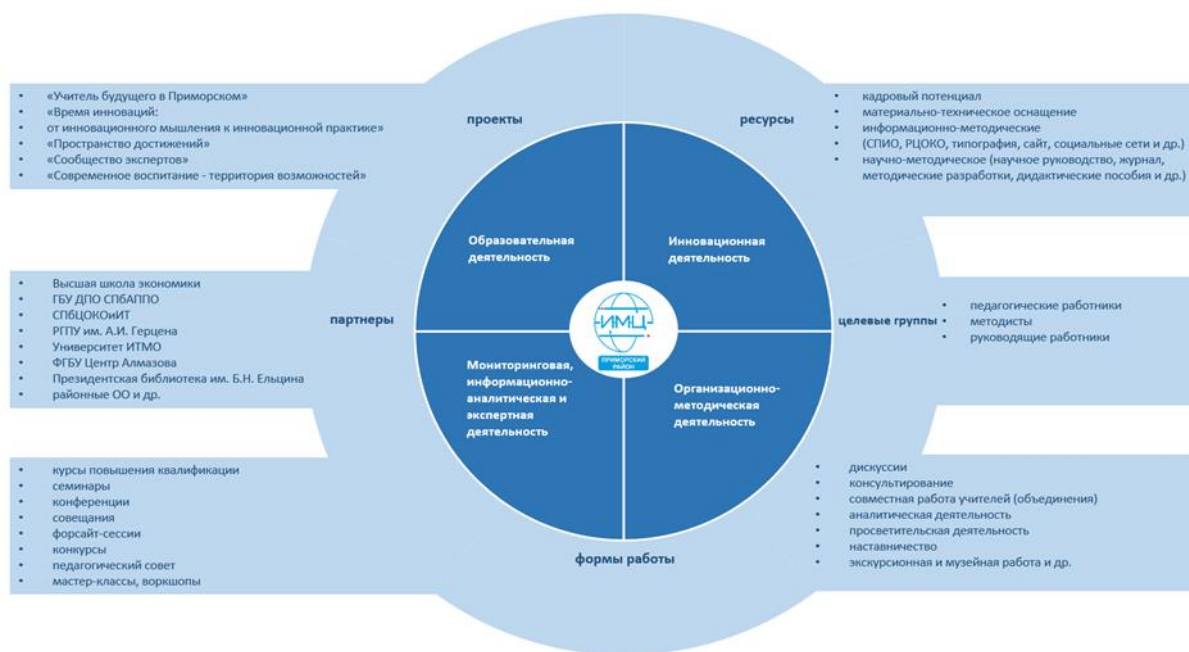 проекты
• «Учитель будущего в Приморском»
• «Время инноваций:
• от инновационного мышления к инновационной практике»
• «Пространство достижений»
• «Сообщество экспертов»
• «Современное воспитание - территория возможностей»
ресурсы
• кадровый потенциал
• материально-техническое оснащение
• информационно-методические
• (СПИО, РЦОКО, типография, сайт, социальные сети и др.)
• научно-методическое (научное руководство, журнал,
методические разработки, дидактические пособия и др.)
Образовательная
деятельность
Инновационная
деятельность
партнеры
• Высшая школа экономики
• ГБУ ДПО СПбАППО
• СПбЦОКОиИТ
• РГПУ им. А.И. Герцена
• Университет ИТМО
• ФГБУ Центр Алмазова
• Президентская библиотека им. Б.Н. Ельцина
• районные ОО и др.
ИМЦ
ПРИМОРСКИЙ
РАЙОН
целевые группы
• педагогические работники
• методисты
• руководящие работники
Мониторинговая,
информационно-
аналитическая и
экспертная
деятельность
Организационно-
методическая
деятельность
формы работы
• курсы повышения квалификации
• семинары
• конференции
• совещания
• форсайт-сессии
• конкурсы
• педагогический совет
• мастер-классы, воркшопы
• дискуссии
• консультирование
• совместная работа учителей (объединения)
• аналитическая деятельность
• просветительская деятельность
• наставничество
• экскурсионная и музейная работа и др.